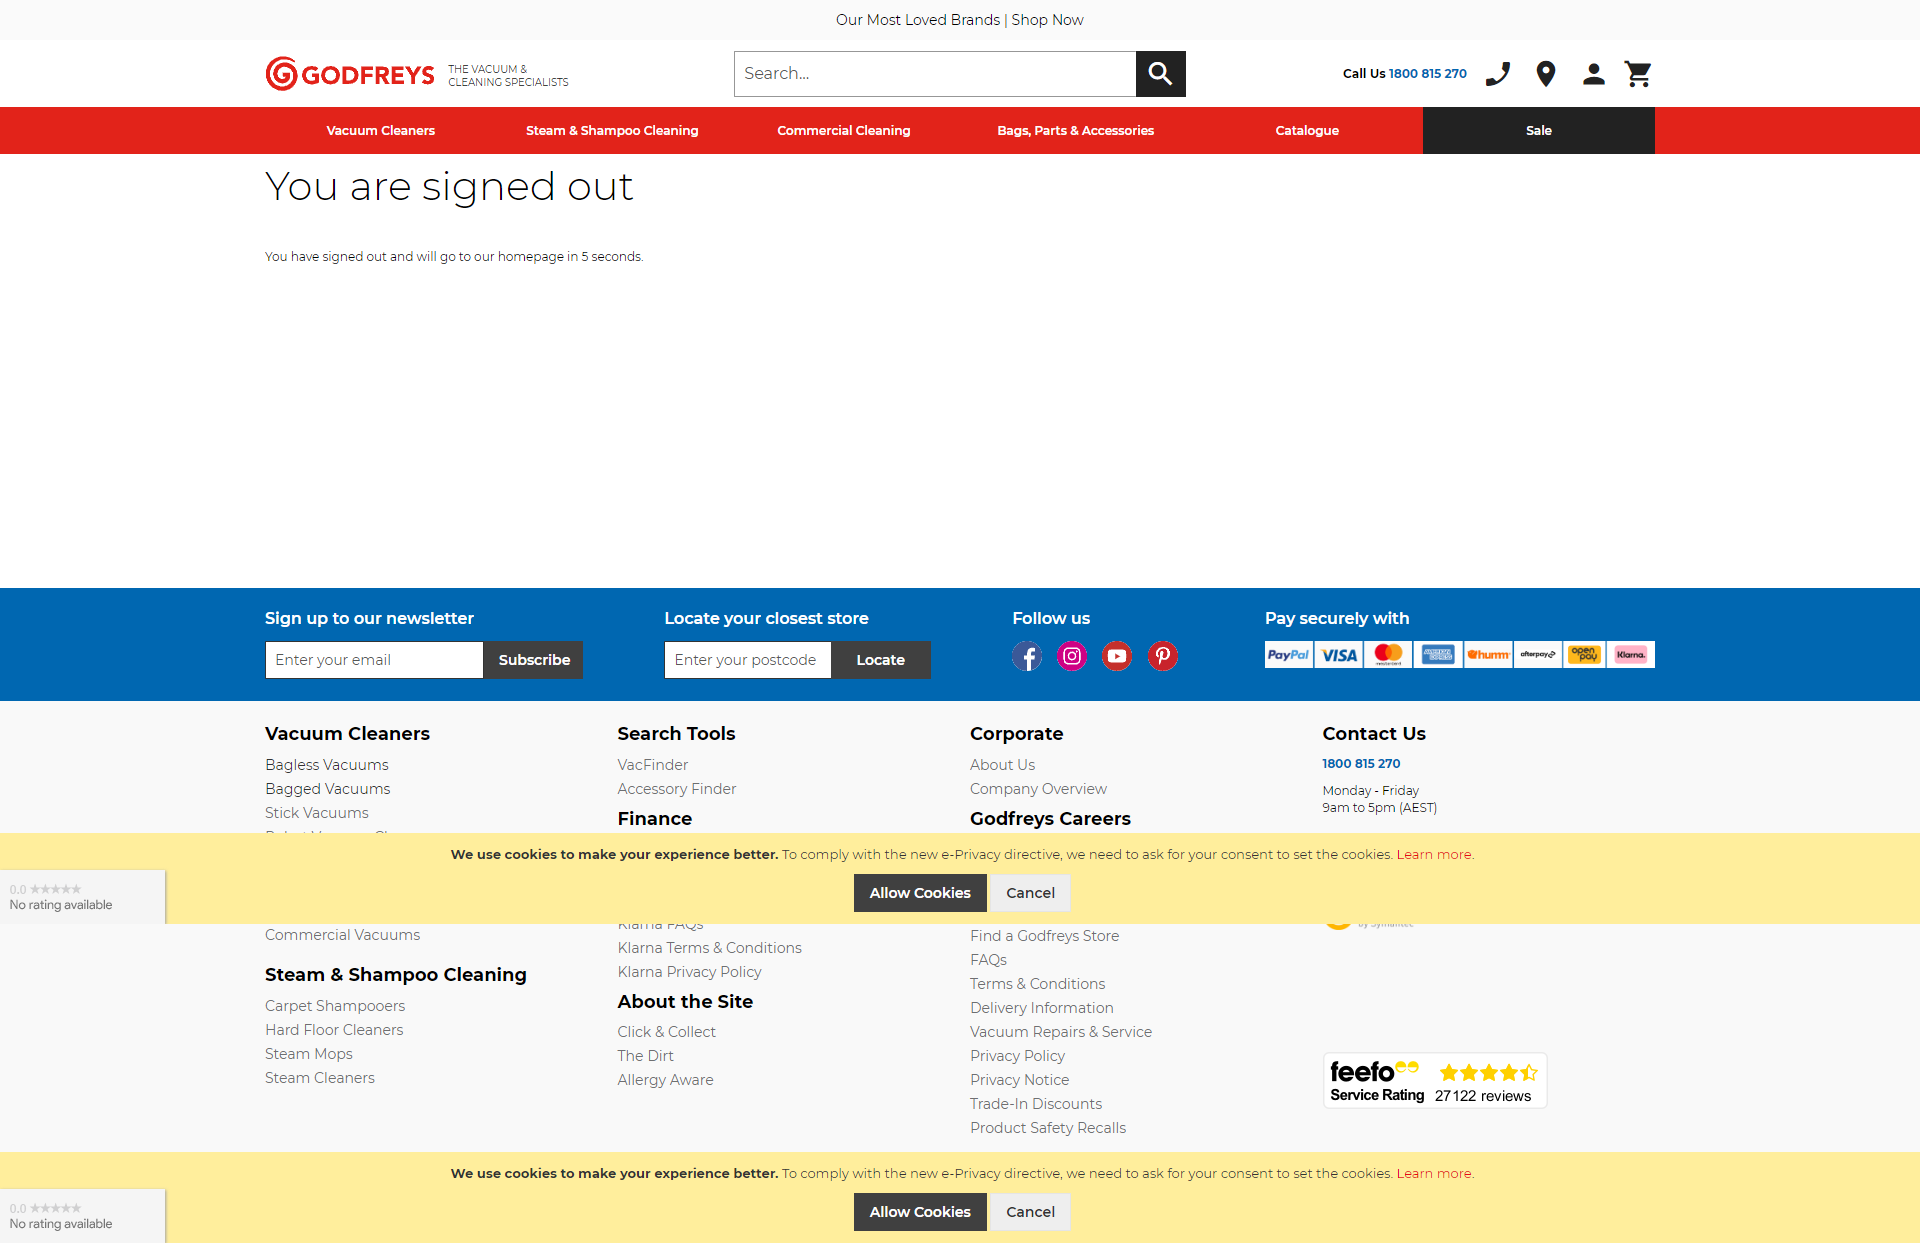 Our Most Loved Brands | Shop Now
GODFREYS
THE VACUUM &
CLEANING SPECIALISTS
Search...
Call Us 1800 815 270
Vacuum Cleaners
Steam & Shampoo Cleaning
Commercial Cleaning
Bags, Parts & Accessories
Catalogue
Sale
You are signed out
You have signed out and will go to our homepage in 5 seconds.
Sign up to our newsletter
Enter your email
Subscribe
Locate your closest store
Enter your postcode
Locate
Follow us
Pay securely with
PayPal
VISA
mastercard
AMERICAN EXPRESS
humm
afterpay
open pay
Klarna.
Vacuum Cleaners
Bagless Vacuums
Bagged Vacuums
Stick Vacuums
Search Tools
VacFinder
Accessory Finder
Finance
Corporate
About Us
Company Overview
Godfreys Careers
Contact Us
1800 815 270
Monday - Friday
9am to 5pm (AEST)
We use cookies to make your experience better. To comply with the new e-Privacy directive, we need to ask for your consent to set the cookies. Learn more.
Allow Cookies
Cancel
0.0
No rating available
Commercial Vacuums
Steam & Shampoo Cleaning
Carpet Shampooers
Hard Floor Cleaners
Steam Mops
Steam Cleaners
Klarna FAQs
Klarna Terms & Conditions
Klarna Privacy Policy
About the Site
Click & Collect
The Dirt
Allergy Aware
Find a Godfreys Store
FAQs
Terms & Conditions
Delivery Information
Vacuum Repairs & Service
Privacy Policy
Privacy Notice
Trade-In Discounts
Product Safety Recalls
by Symantec
feefo
Service Rating
27122 reviews
We use cookies to make your experience better. To comply with the new e-Privacy directive, we need to ask for your consent to set the cookies. Learn more.
Allow Cookies
Cancel
0.0
No rating available